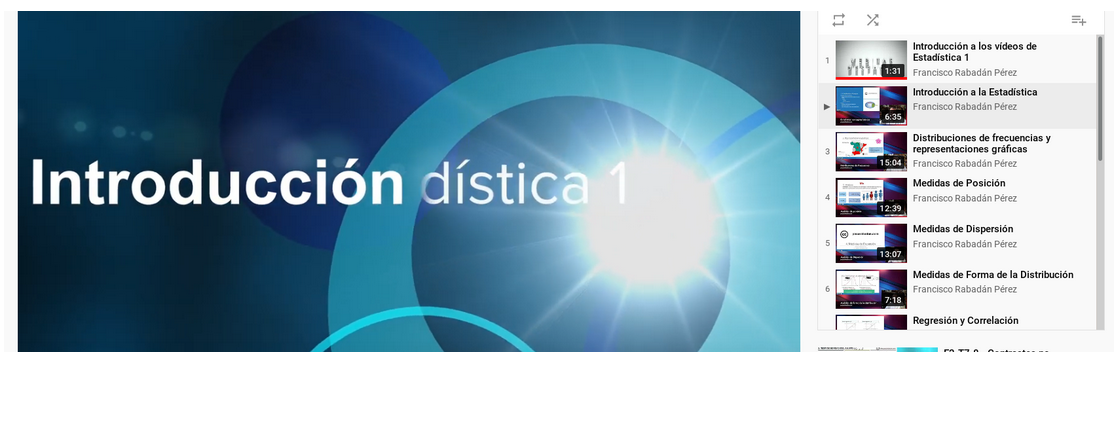 Introducción dística 1
1
Introducción a los vídeos de
Estadística 1
Francisco Rabadán Pérez
1:31
Introducción a la Estadística
Francisco Rabadán Pérez
6:35
3
Distribuciones de frecuencias y
representaciones gráficas
Francisco Rabadán Pérez
15:04
4
Medidas de Posición
Francisco Rabadán Pérez
12:39
5
Medidas de Dispersión
Francisco Rabadán Pérez
13:07
6
Medidas de Forma de la Distribución
Francisco Rabadán Pérez
7:18
Regresión y Correlación